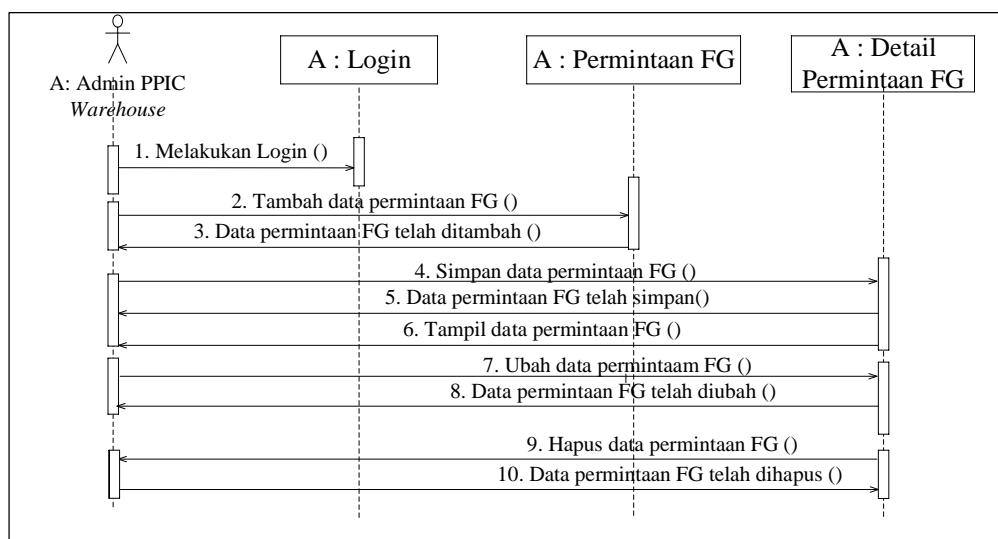 A: Admin PPIC
Warehouse
A : Login
A : Permintaan FG
A : Detail
Permintaan FG
1. Melakukan Login ()
2. Tambah data permintaan FG ()
3. Data permintaan FG telah ditambah ()
4. Simpan data permintaan FG ()
5. Data permintaan FG telah simpan()
6. Tampil data permintaan FG ()
7. Ubah data permintaam FG ()
8. Data permintaan FG telah diubah ()
9. Hapus data permintaan FG ()
10. Data permintaan FG telah dihapus ()